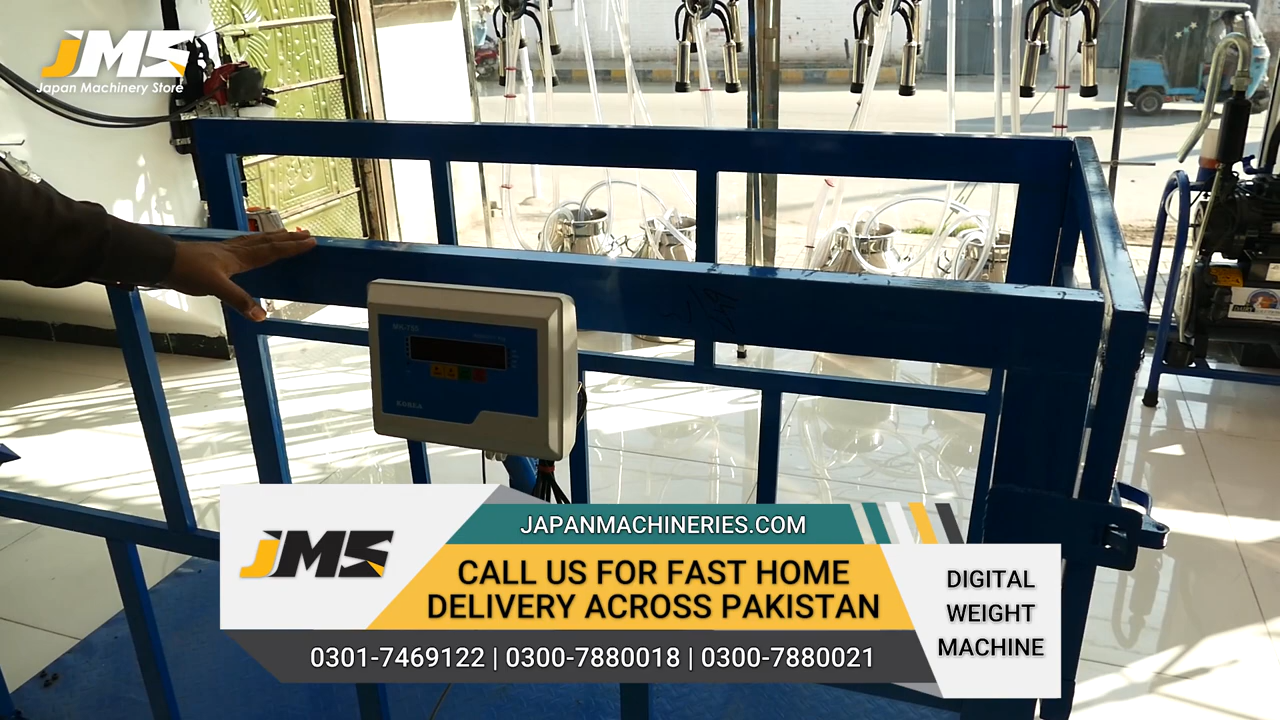 JMS
Japan Machinery Store
JMS
JAPANMACHINERIES.COM
CALL US FOR FAST HOME
DELIVERY ACROSS PAKISTAN
0301-7469122 | 0300-7880018 | 0300-7880021
DIGITAL
WEIGHT
MACHINE